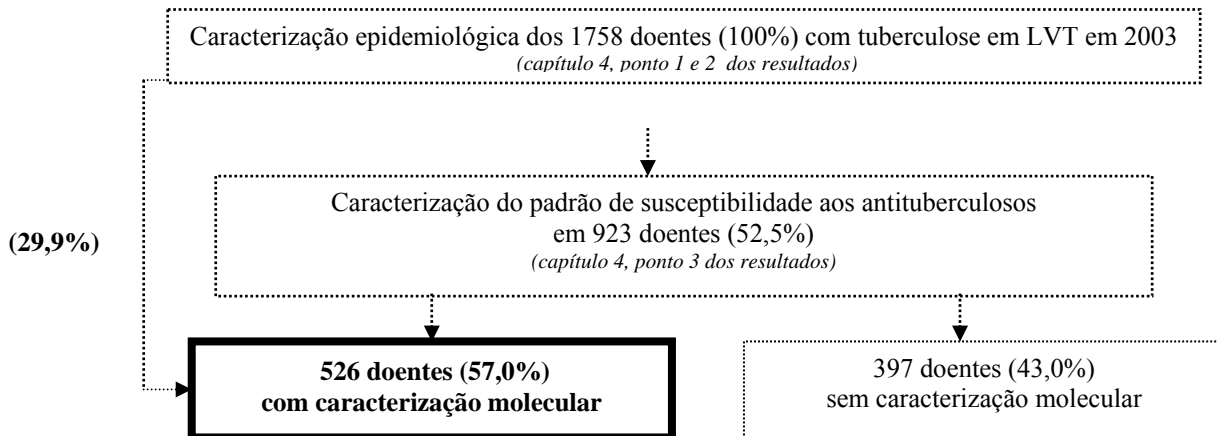 Caracterização epidemiológica dos 1758 doentes (100%) com tuberculose em LVT em 2003
(capítulo 4, ponto 1 e 2 dos resultados)
Caracterização do padrão de susceptibilidade aos antituberculosos
em 923 doentes (52,5%)
(capítulo 4, ponto 3 dos resultados)
(29,9%)
526 doentes (57,0%)
com caracterização molecular
397 doentes (43,0%)
sem caracterização molecular